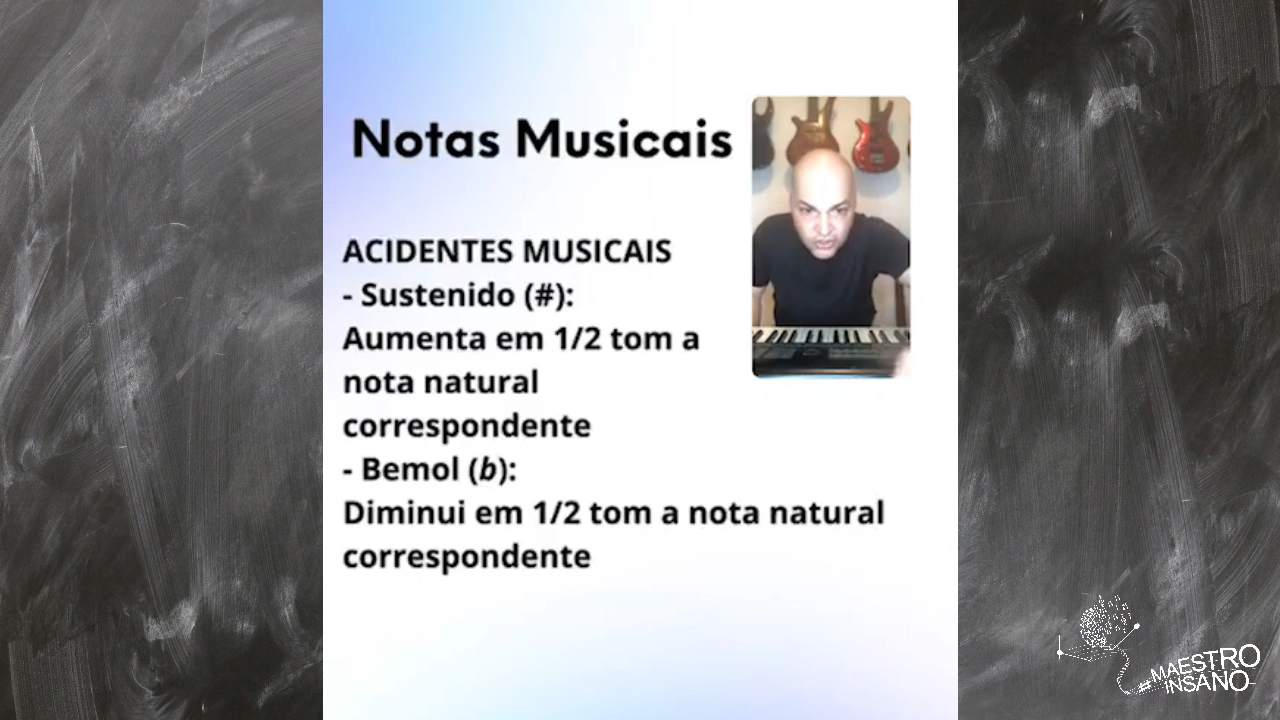 Notas Musicais
ACIDENTES MUSICAIS
- Sustenido (#):
Aumenta em 1/2 tom a
nota natural
correspondente
- Bemol (b):
Diminui em 1/2 tom a nota natural
correspondente
#MAESTRO
INSANO